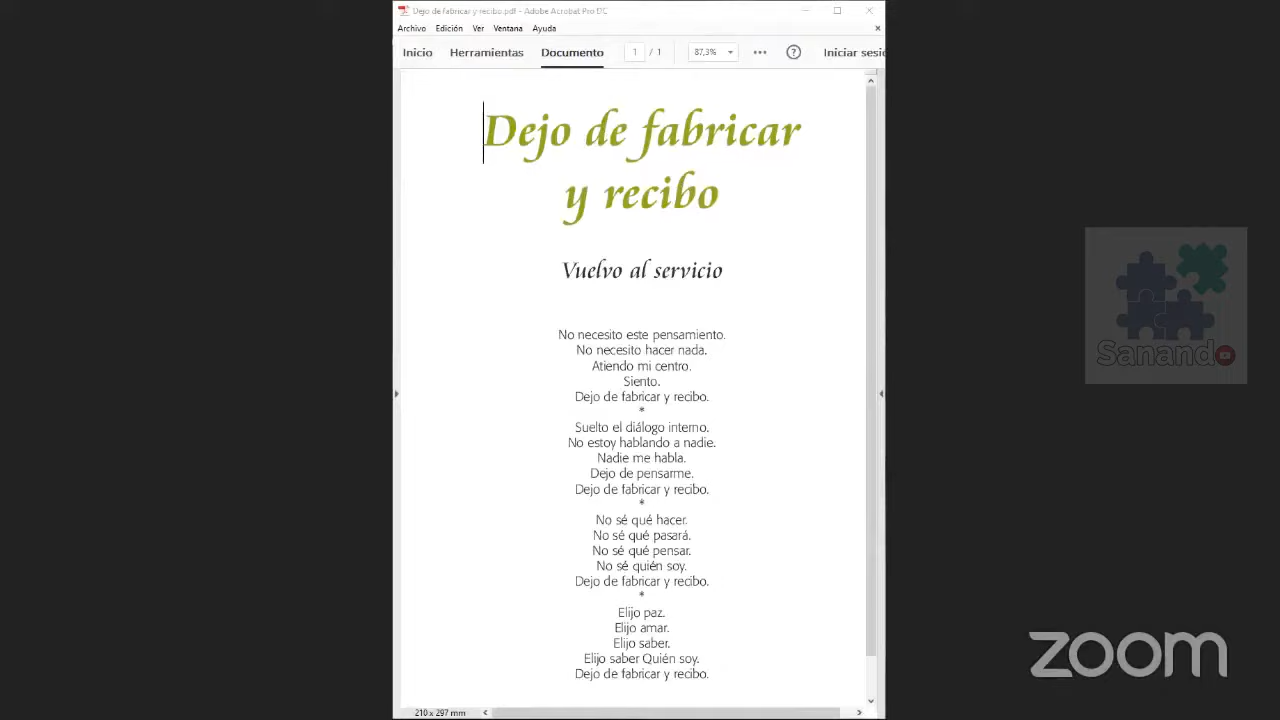 Dejo de fabricar y recibo.pdf - Adobe Acrobat Pro DC
Archivo Edición Ver Ventana Ayuda
Inicio Herramientas Documento 1 / 1 87,3% Iniciar sesió
Dejo de fabricar
y recibo
Vuelvo al servicio
No necesito este pensamiento.
No necesito hacer nada.
Atiendo mi centro.
Siento.
Dejo de fabricar y recibo.
*
Suelto el diálogo interno.
No estoy hablando a nadie.
Nadie me habla.
Dejo de pensarme.
Dejo de fabricar y recibo.
*
No sé qué hacer.
No sé qué pasará.
No sé qué pensar.
No sé quién soy.
Dejo de fabricar y recibo.
*
Elijo paz.
Elijo amar.
Elijo saber.
Elijo saber Quién soy.
Dejo de fabricar y recibo.
210 x 297 mm
Sanando
zoom